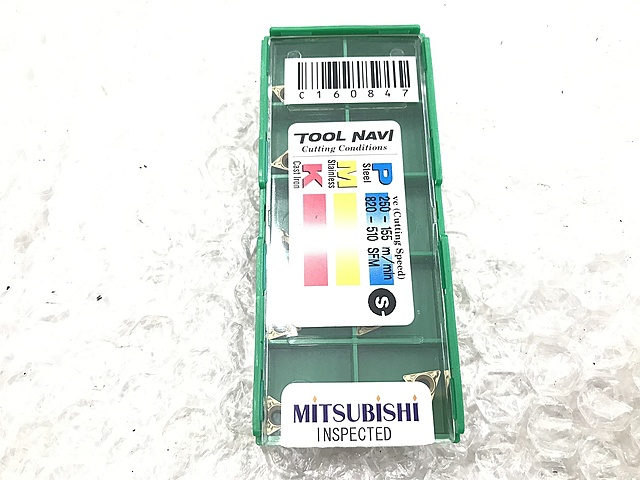 C160847
TOOL NAVI
Cutting Conditions
P
Steel
M
Stainless
K
Cast Iron
vc (Cutting Speed)
250 - 155 m/min
820 - 510 SFM
S
MITSUBISHI
INSPECTED